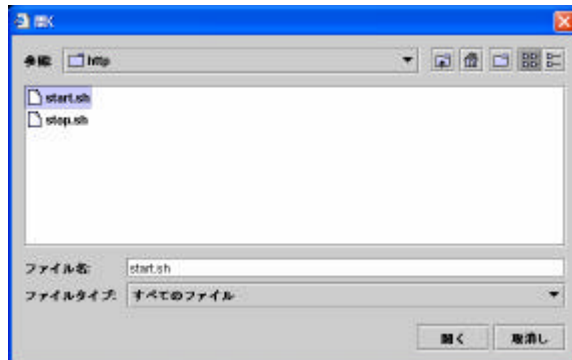 開く
参照: http
start.sh
stop.sh
ファイル名: start.sh
ファイルタイプ: すべてのファイル
開く 取消し